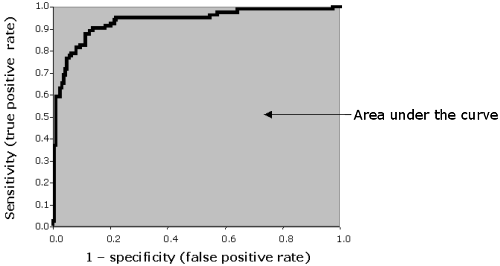 Sensitivity (true positive rate)
1.0
0.9
0.8
0.7
0.6
0.5
0.4
0.3
0.2
0.1
0.0
0.0 0.2 0.4 0.6 0.8 1.0
1 – specificity (false positive rate)
Area under the curve